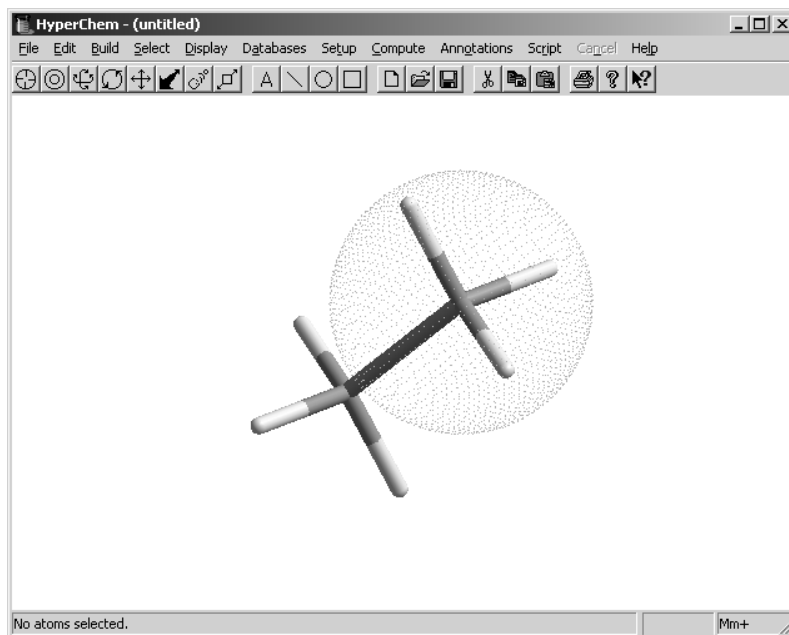 HyperChem - (untitled)
File Edit Build Select Display Databases Setup Compute Annotations Script Cancel Help
A
No atoms selected. Mm+